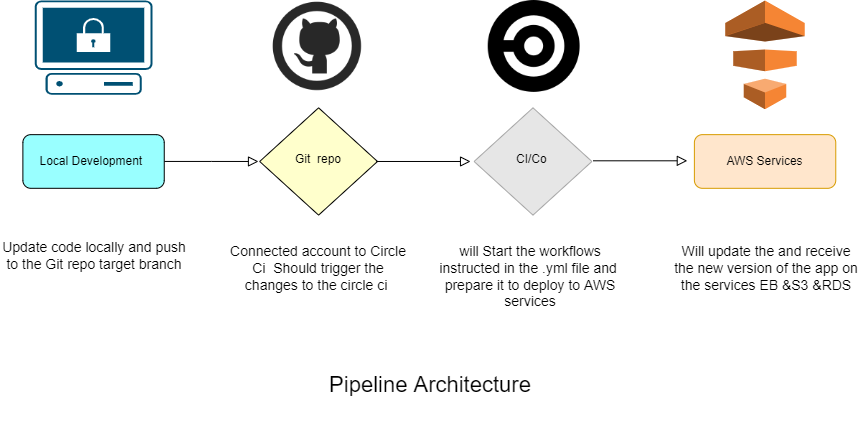 Local Development
Git repo
CI/Co
AWS Services
Update code locally and push
to the Git repo target branch
Connected account to Circle
Ci Should trigger the
changes to the circle ci
will Start the workflows
instructed in the .yml file and
prepare it to deploy to AWS
services
Will update the and receive
the new version of the app on
the services EB &S3 &RDS
Pipeline Architecture